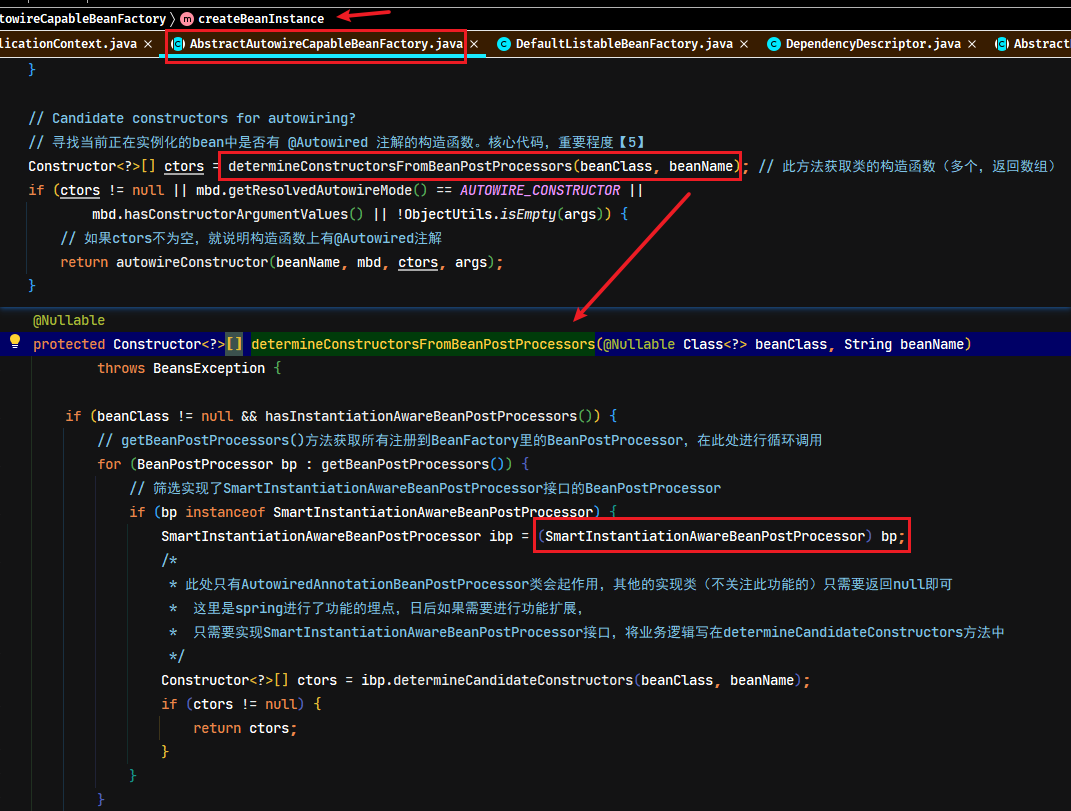 towireCapableBeanFactory 〉 m createBeanInstance
licationContext.java × C AbstractAutowireCapableBeanFactory.java × C DefaultListableBeanFactory.java × C DependencyDescriptor.java × C Abstract
}
// Candidate constructors for autowiring?
// 寻找当前正在实例化的bean中是否有 @Autowired 注解的构造函数。核心代码，重要程度【5】
Constructor<?>[] ctors = determineConstructorsFromBeanPostProcessors(beanClass, beanName); // 此方法获取类的构造函数（多个，返回数组）
if (ctors != null || mbd.getResolvedAutowireMode() == AUTOWIRE_CONSTRUCTOR ||
mbd.hasConstructorArgumentValues() || !ObjectUtils.isEmpty(args)) {
// 如果ctors不为空，就说明构造函数上有@Autowired注解
return autowireConstructor(beanName, mbd, ctors, args);
}
@Nullable
protected Constructor<?>[] determineConstructorsFromBeanPostProcessors(@Nullable Class<?> beanClass, String beanName)
throws BeansException {
if (beanClass != null && hasInstantiationAwareBeanPostProcessors()) {
// getBeanPostProcessors()方法获取所有注册到BeanFactory里的BeanPostProcessor，在此处进行循环调用
for (BeanPostProcessor bp : getBeanPostProcessors()) {
// 筛选实现了SmartInstantiationAwareBeanPostProcessor接口的BeanPostProcessor
if (bp instanceof SmartInstantiationAwareBeanPostProcessor) {
SmartInstantiationAwareBeanPostProcessor ibp = (SmartInstantiationAwareBeanPostProcessor) bp;
/*
* 此处只有AutowiredAnnotationBeanPostProcessor类会起作用，其他的实现类（不关注此功能的）只需要返回null即可
* 这里是spring进行了功能的埋点，日后如果需要进行功能扩展，
* 只需要实现SmartInstantiationAwareBeanPostProcessor接口，将业务逻辑写在determineCandidateConstructors方法中
*/
Constructor<?>[] ctors = ibp.determineCandidateConstructors(beanClass, beanName);
if (ctors != null) {
return ctors;
}
}
}